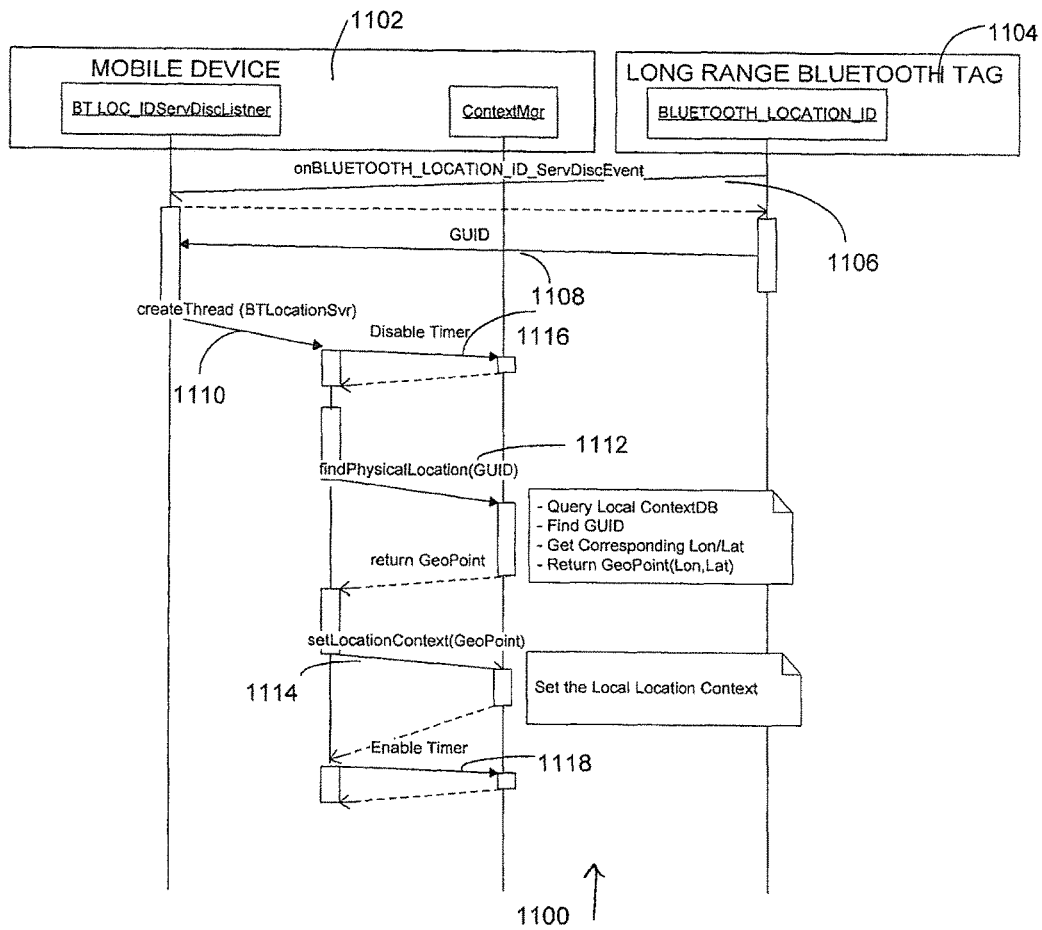 1102
1104
MOBILE DEVICE
LONG RANGE BLUETOOTH TAG
BT_LOC_IDServDiscListner
ContextMgr
BLUETOOTH_LOCATION_ID
onBLUETOOTH_LOCATION_ID_ServDiscEvent
GUID
1106
1108
createThread (BTLocationSvr)
Disable Timer
1116
1110
1112
findPhysicalLocation(GUID)
- Query Local ContextDB
- Find GUID
- Get Corresponding Lon/Lat
- Return GeoPoint(Lon,Lat)
return GeoPoint
setLocationContext(GeoPoint)
1114
Set the Local Location Context
Enable Timer
1118
1100